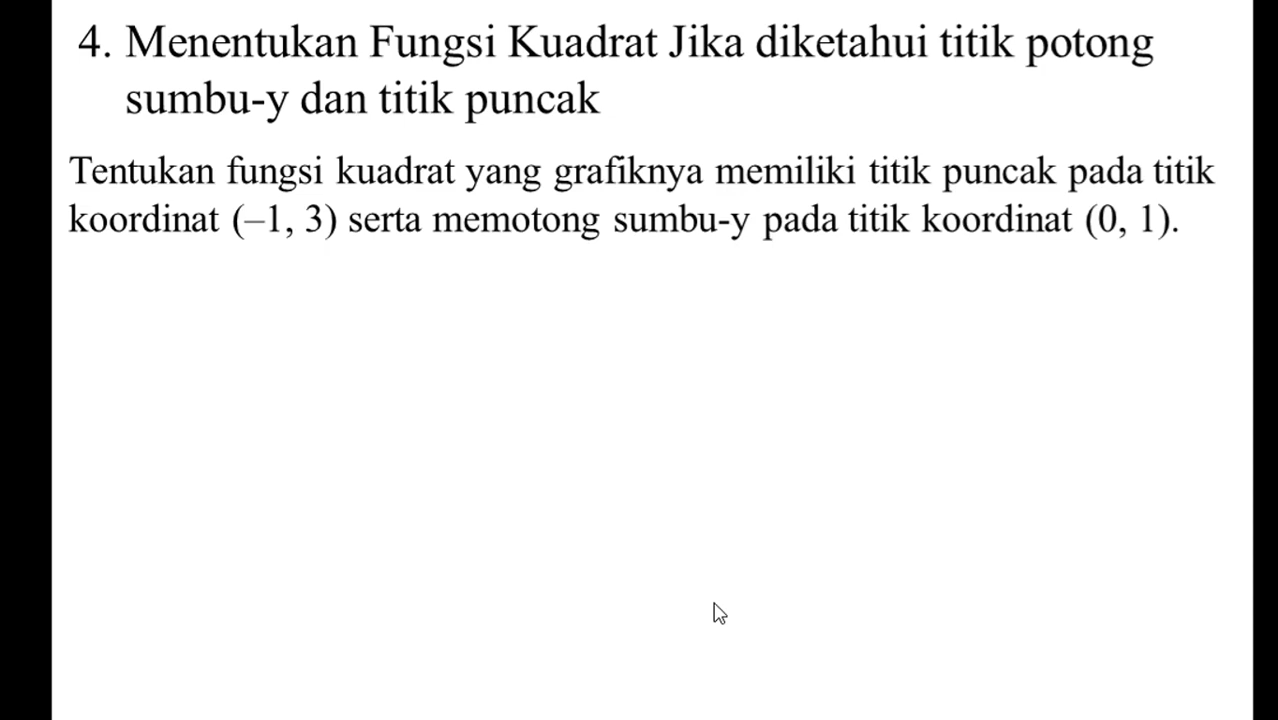 4. Menentukan Fungsi Kuadrat Jika diketahui titik potong
sumbu-y dan titik puncak
Tentukan fungsi kuadrat yang grafiknya memiliki titik puncak pada titik
koordinat (–1, 3) serta memotong sumbu-y pada titik koordinat (0, 1).